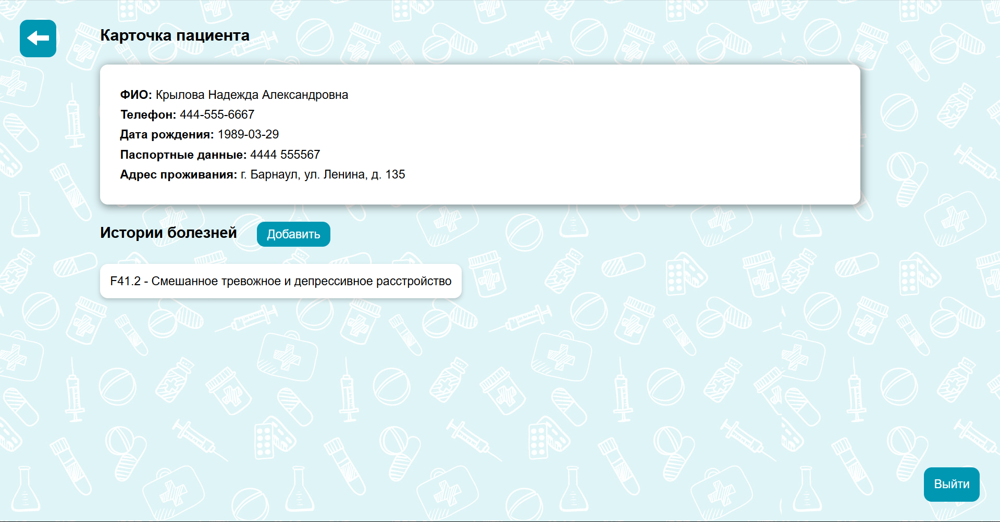 Карточка пациента
ФИО: Крылова Надежда Александровна
Телефон: 444-555-6667
Дата рождения: 1989-03-29
Паспортные данные: 4444 555567
Адрес проживания: г. Барнаул, ул. Ленина, д. 135
Истории болезней
Добавить
F41.2 - Смешанное тревожное и депрессивное расстройство
Выйти